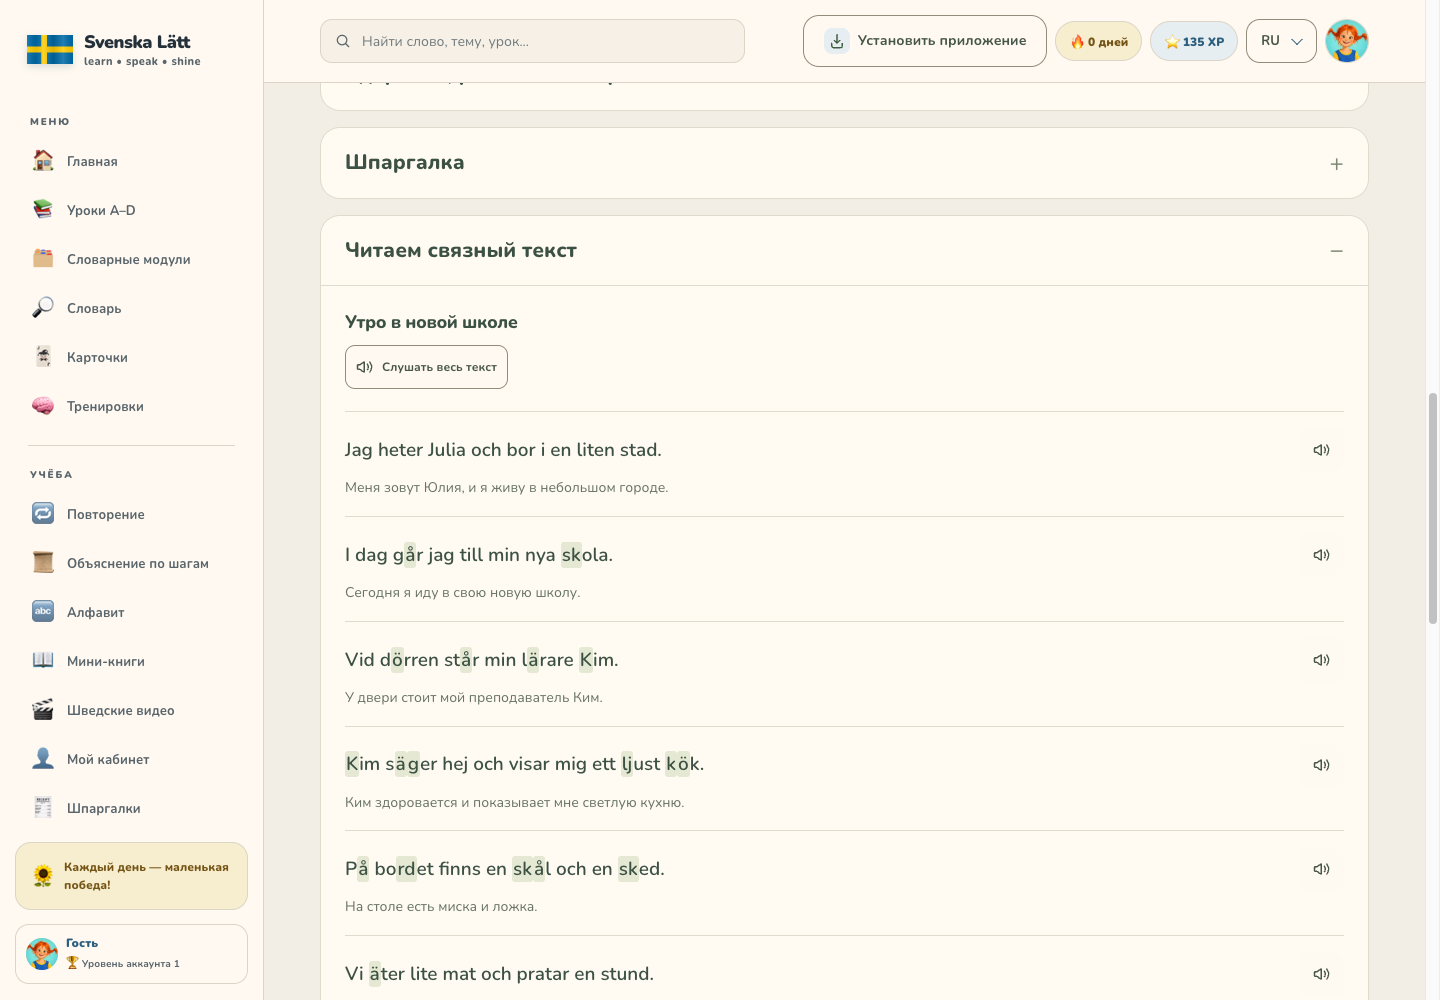 Svenska Lätt
learn • speak • shine
МЕНЮ
Главная
Уроки A–D
Словарные модули
Словарь
Карточки
Тренировки
УЧЁБА
Повторение
Объяснение по шагам
Алфавит
Мини-книги
Шведские видео
Мой кабинет
Шпаргалки
Каждый день — маленькая
победа!
Гость
Уровень аккаунта 1
Найти слово, тему, урок...
Установить приложение
0 дней
135 XP
RU
Шпаргалка
Читаем связный текст
Утро в новой школе
Слушать весь текст
Jag heter Julia och bor i en liten stad.
Меня зовут Юлия, и я живу в небольшом городе.
I dag går jag till min nya skola.
Сегодня я иду в свою новую школу.
Vid dörren står min lärare Kim.
У двери стоит мой преподаватель Ким.
Kim säger hej och visar mig ett ljust kök.
Ким здоровается и показывает мне светлую кухню.
På bordet finns en skål och en sked.
На столе есть миска и ложка.
Vi äter lite mat och pratar en stund.